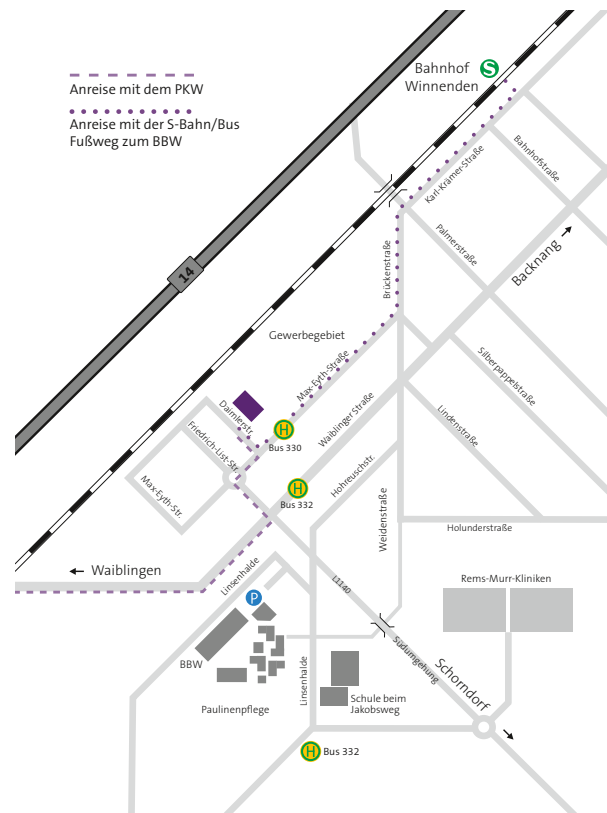 Bahnhof
Winnenden
S
Anreise mit dem PKW
Anreise mit der S-Bahn/Bus
Fußweg zum BBW
Karl-Krämer-Straße
Bahnhofstraße
Palmerstraße
Backnang
14
Brückenstraße
Gewerbegebiet
Max-Eyth-Straße
Silberpappelstraße
Daimlerstr.
Waiblinger Straße
Lindenstraße
H
Bus 330
Friedrich-List-Str.
Max-Eyth-Str.
H
Bus 332
Hohreuschstr.
Weidenstraße
Holunderstraße
Waiblingen
Linsenhalde
L1140
Rems-Murr-Kliniken
P
BBW
Südumgehung
Schorndorf
Linsenhalde
Paulinenpflege
Schule beim
Jakobsweg
H
Bus 332